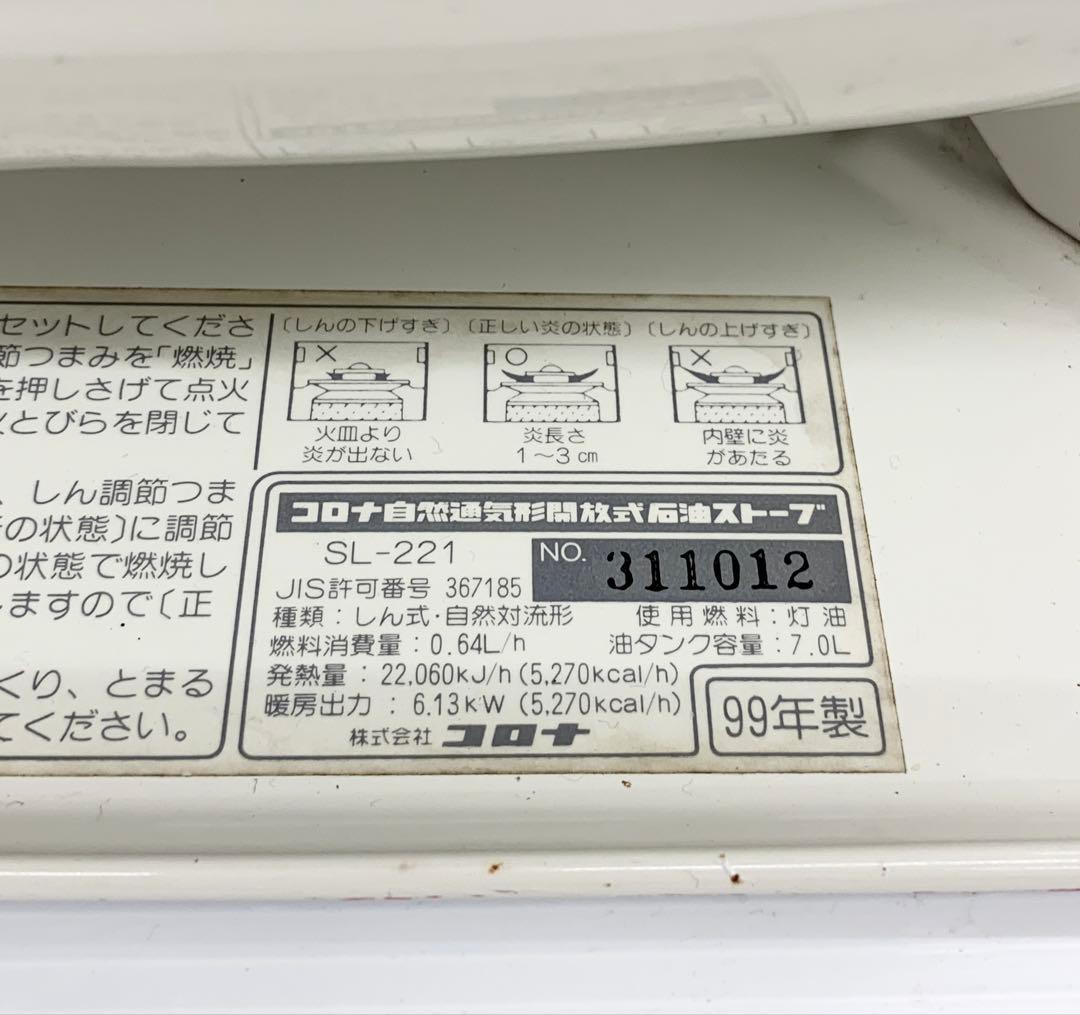 セットしてくださ
節つまみを「燃焼」
を押しさげて点火
とびらを閉じて
、しん調節つま
の状態〕に調節
の状態で燃焼し
しますので〔正
くり、とまる
てください。
〔しんの下げすぎ〕 〔正しい炎の状態〕 〔しんの上げすぎ〕
× ○ ×
火皿より 炎長さ 内壁に炎
炎が出ない 1～3㎝ があたる
コロナ自然通気形開放式石油ストーブ
SL-221 NO. 311012
JIS許可番号 367185
種類：しん式·自然対流形 使用燃料：灯油
燃料消費量：0.64L/h 油タンク容量：7.0L
発熱量：22,060kJ/h(5,270kcal/h)
暖房出力：6.13kW(5,270kcal/h)
株式会社 コロナ
99年製